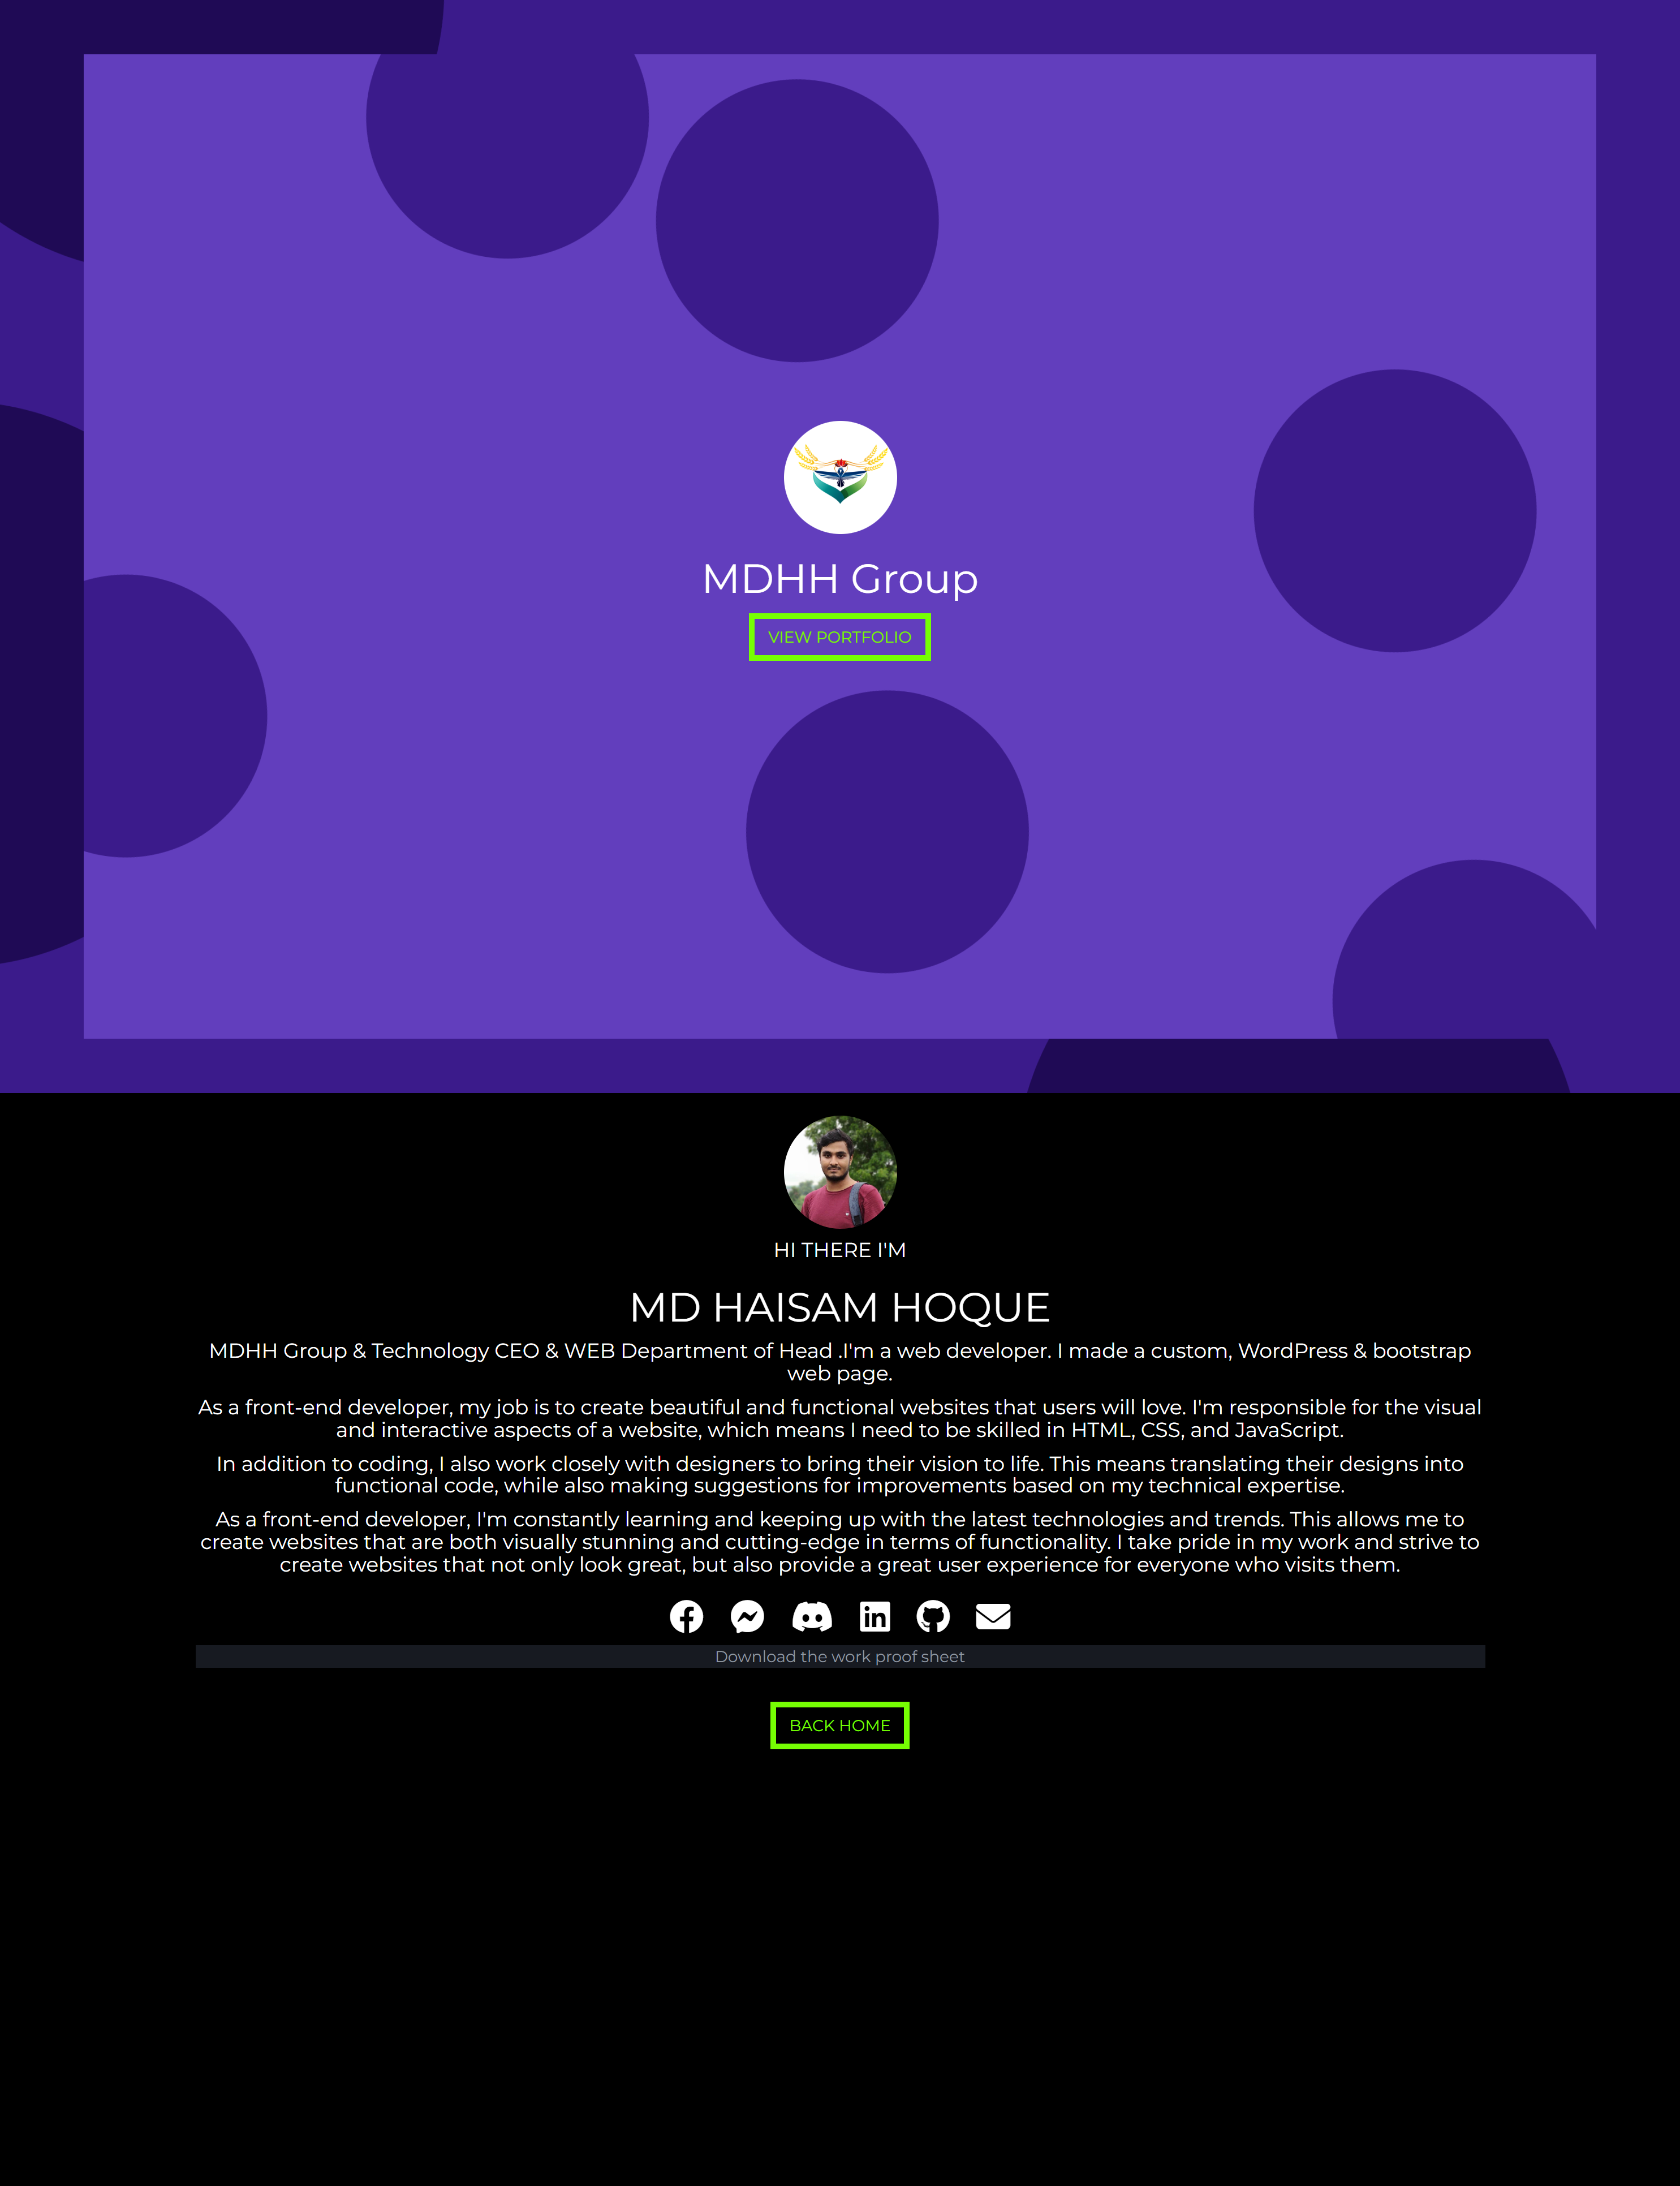 MDHH Group
VIEW PORTFOLIO
HI THERE I'M
MD HAISAM HOQUE
MDHH Group & Technology CEO & WEB Department of Head .I'm a web developer. I made a custom, WordPress & bootstrap
web page.
As a front-end developer, my job is to create beautiful and functional websites that users will love. I'm responsible for the visual
and interactive aspects of a website, which means I need to be skilled in HTML, CSS, and JavaScript.
In addition to coding, I also work closely with designers to bring their vision to life. This means translating their designs into
functional code, while also making suggestions for improvements based on my technical expertise.
As a front-end developer, I'm constantly learning and keeping up with the latest technologies and trends. This allows me to
create websites that are both visually stunning and cutting-edge in terms of functionality. I take pride in my work and strive to
create websites that not only look great, but also provide a great user experience for everyone who visits them.
Download the work proof sheet
BACK HOME